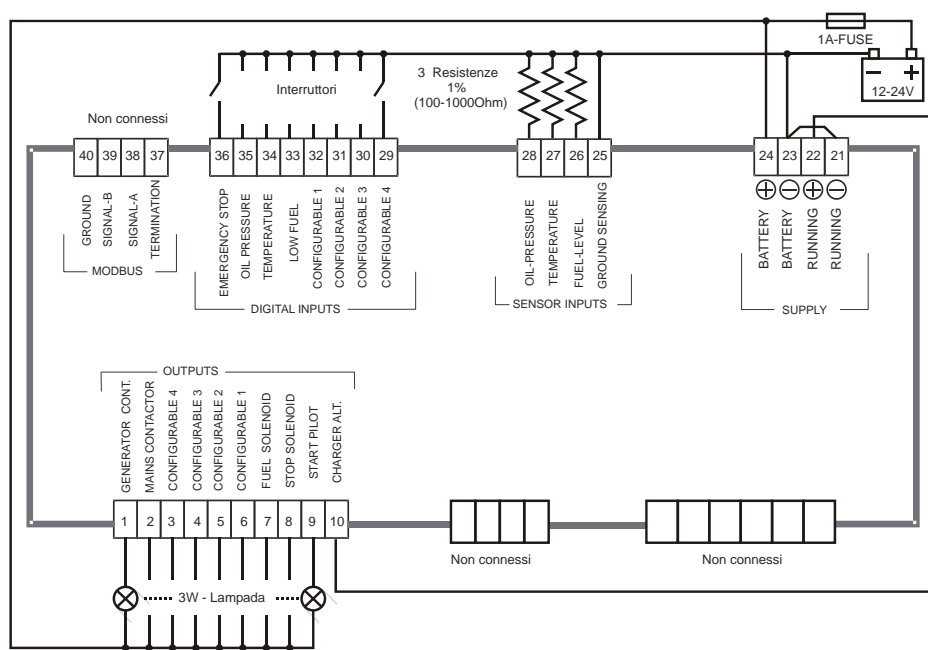 1A-FUSE
12-24V
3 Resistenze
1%
(100-1000Ohm)
Interruttori
Non connessi
40 39 38 37
36 35 34 33 32 31 30 29
28 27 26 25
24 23 22 21
GROUND
SIGNAL-B
SIGNAL-A
TERMINATION
MODBUS
EMERGENCY STOP
OIL PRESSURE
TEMPERATURE
LOW FUEL
CONFIGURABLE 1
CONFIGURABLE 2
CONFIGURABLE 3
CONFIGURABLE 4
DIGITAL INPUTS
OIL-PRESSURE
TEMPERATURE
FUEL-LEVEL
GROUND SENSING
SENSOR INPUTS
BATTERY
BATTERY
RUNNING
RUNNING
SUPPLY
OUTPUTS
GENERATOR CONT.
MAINS CONTACTOR
CONFIGURABLE 4
CONFIGURABLE 3
CONFIGURABLE 2
CONFIGURABLE 1
FUEL SOLENOID
STOP SOLENOID
START PILOT
CHARGER ALT.
1 2 3 4 5 6 7 8 9 10
Non connessi
Non connessi
3W - Lampada